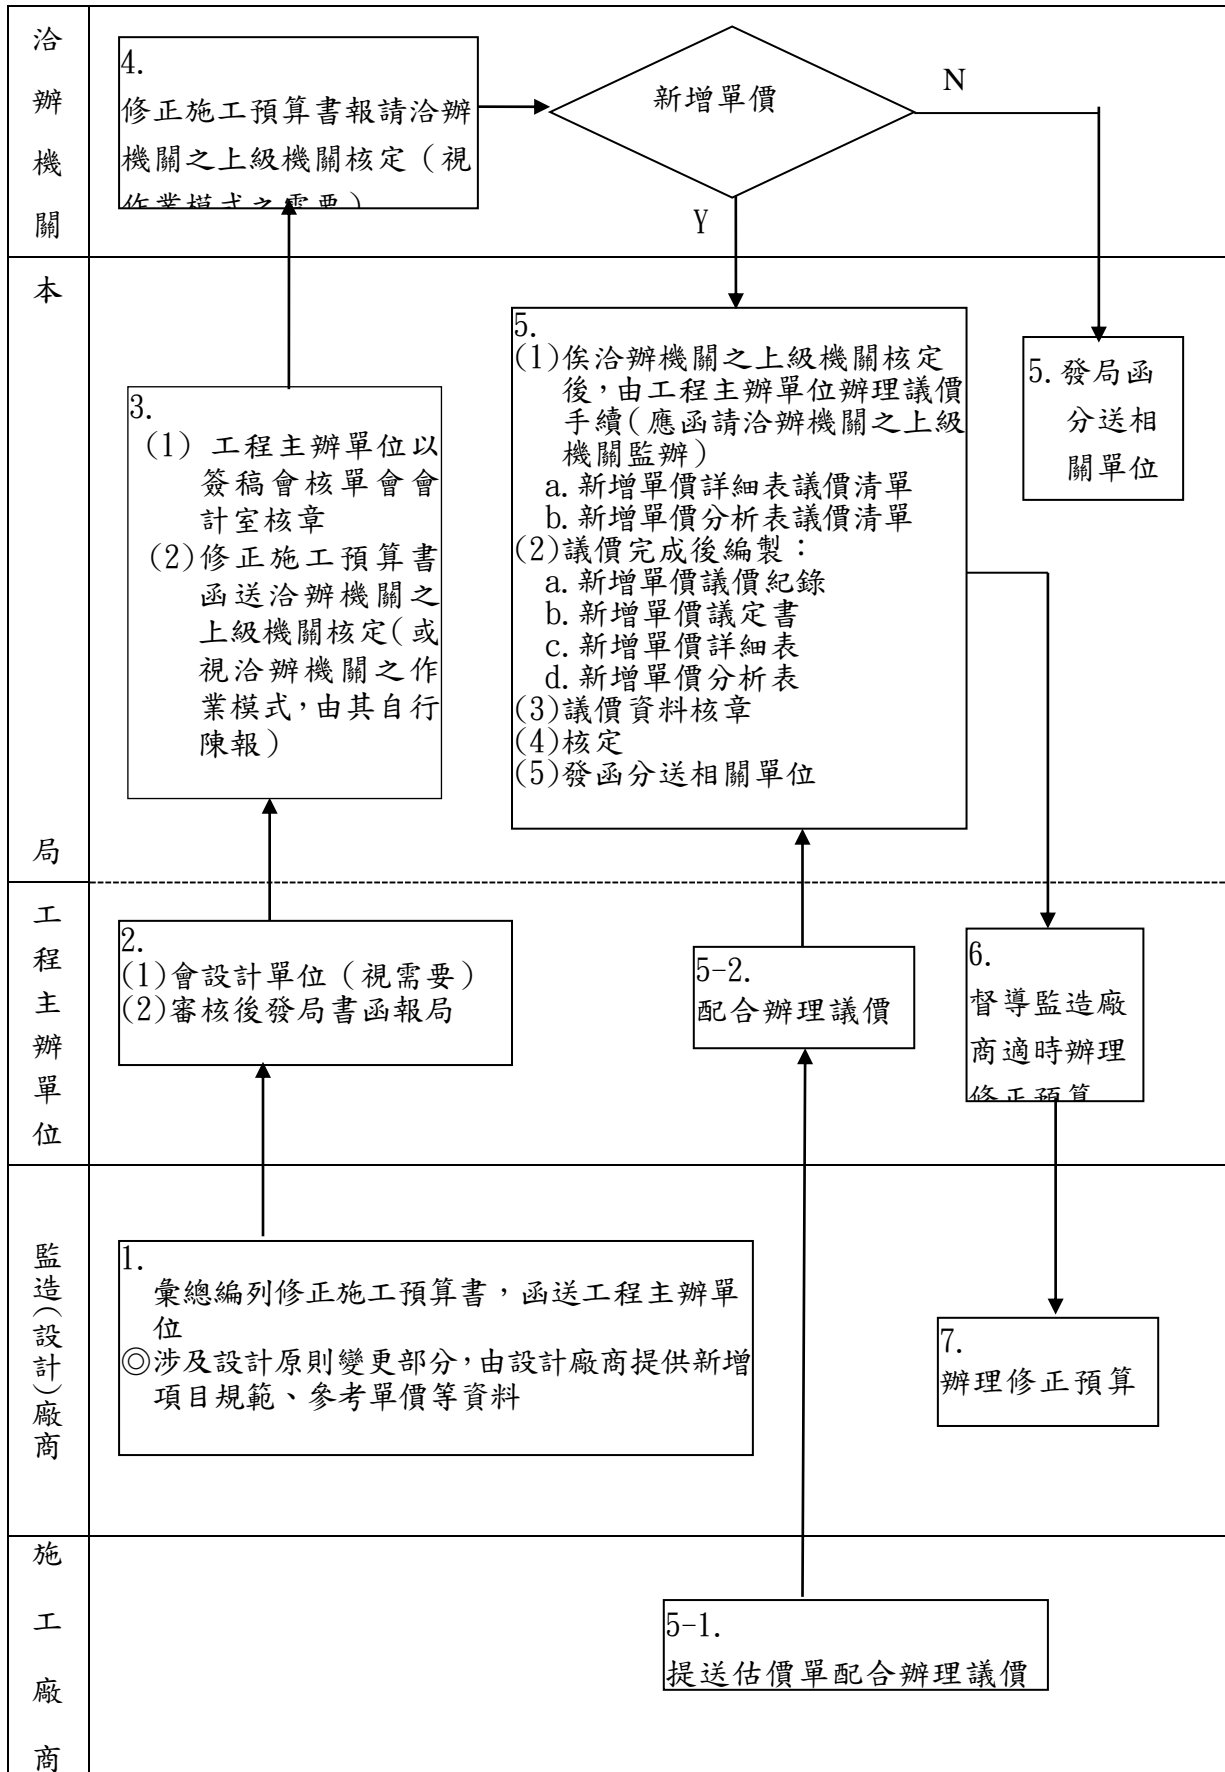 洽辦機關
4.
修正施工預算書報請洽辦
機關之上級機關核定（視
作業模式之需要）
新增單價
N
Y
本局
3.
(1) 工程主辦單位以
簽稿會核單會會
計室核章
(2)修正施工預算書
函送洽辦機關之
上級機關核定(或
視洽辦機關之作
業模式,由其自行
陳報)
5.
(1)俟洽辦機關之上級機關核定
後,由工程主辦單位辦理議價
手續(應函請洽辦機關之上級
機關監辦)
a.新增單價詳細表議價清單
b.新增單價分析表議價清單
(2)議價完成後編製：
a.新增單價議價紀錄
b.新增單價議定書
c.新增單價詳細表
d.新增單價分析表
(3)議價資料核章
(4)核定
(5)發函分送相關單位
5.發局函
分送相
關單位
工程主辦單位
2.
(1)會設計單位（視需要）
(2)審核後發局書函報局
5-2.
配合辦理議價
6.
督導監造廠
商適時辦理
修正預算
監造(設計)廠商
1.
彙總編列修正施工預算書，函送工程主辦單
位
◎涉及設計原則變更部分,由設計廠商提供新增
項目規範、參考單價等資料
7.
辦理修正預算
施工廠商
5-1.
提送估價單配合辦理議價